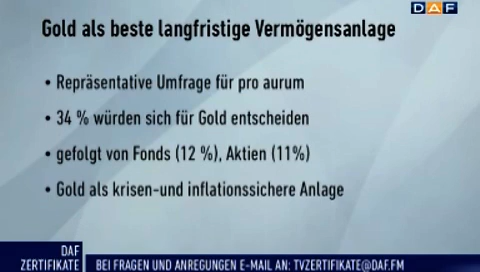 DAF
Gold als beste langfristige Vermögensanlage
• Repräsentative Umfrage für pro aurum
• 34 % würden sich für Gold entscheiden
• gefolgt von Fonds (12 %), Aktien (11%)
• Gold als krisen-und inflationssichere Anlage
DAF
ZERTIFIKATE
BEI FRAGEN UND ANREGUNGEN E-MAIL AN: TVZERTIFIKATE@DAF.FM